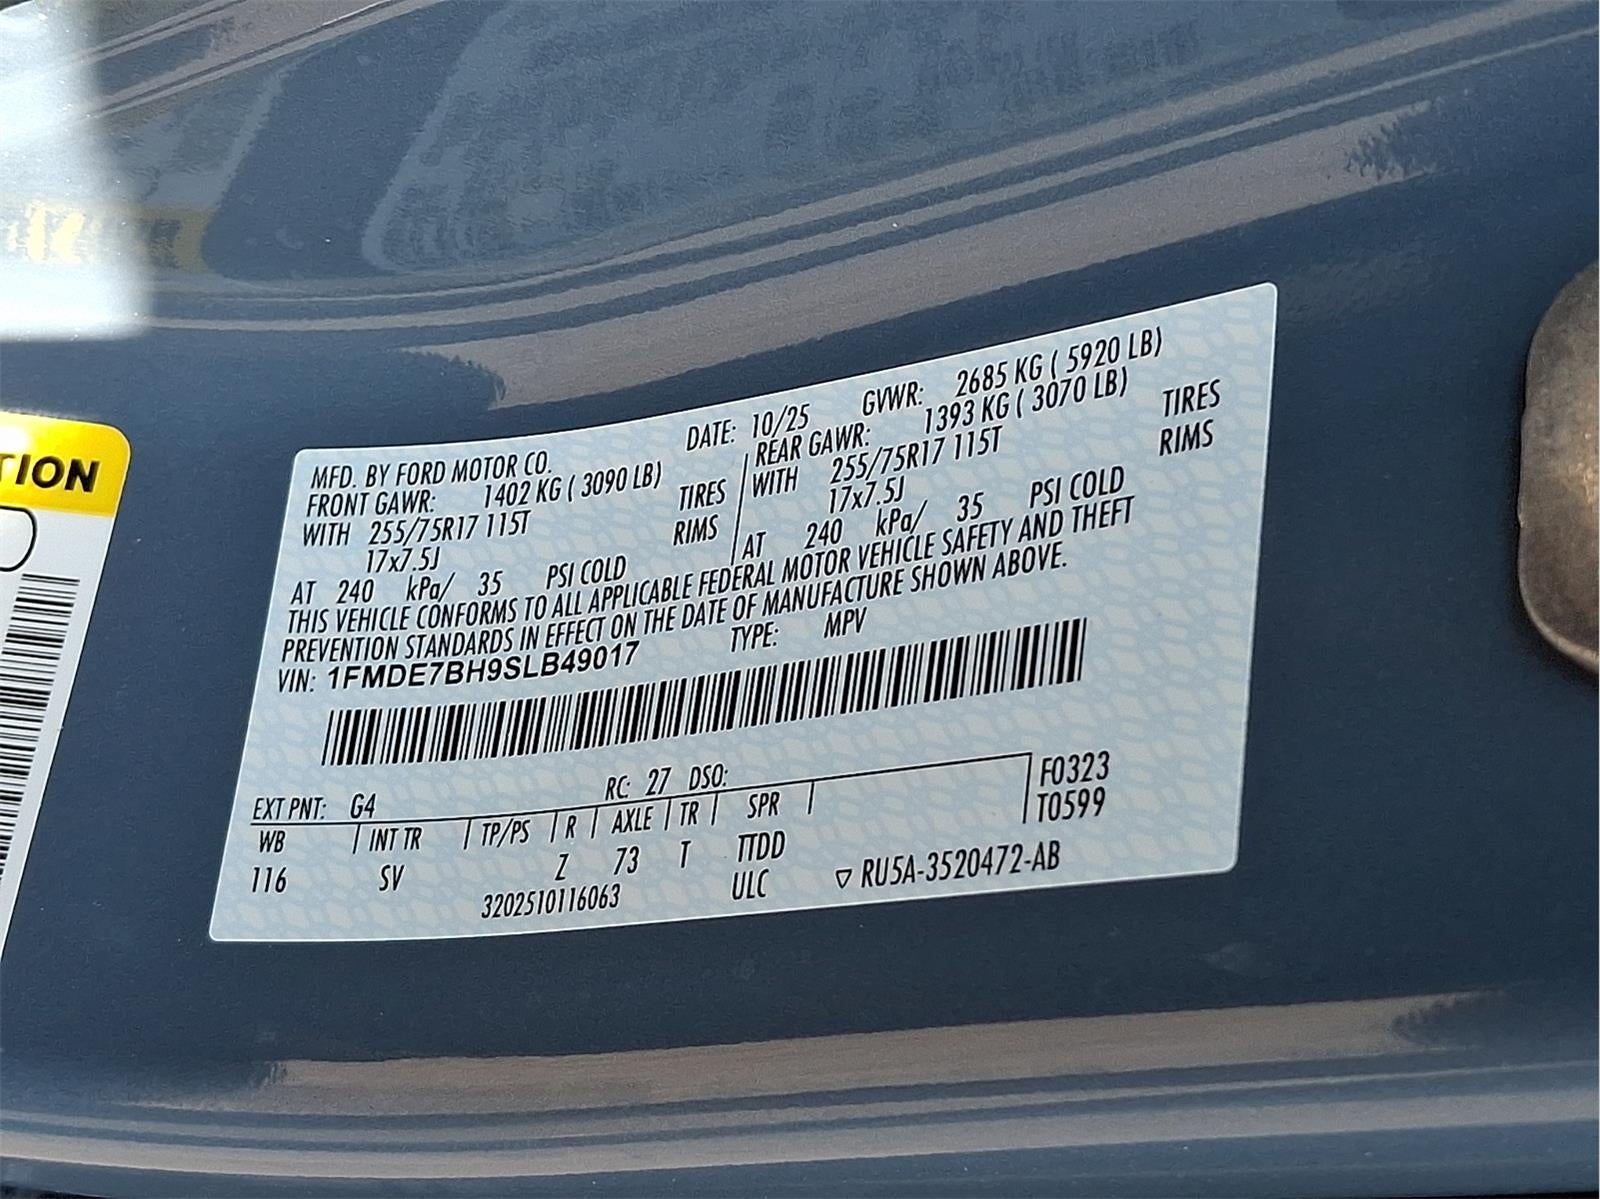 TION
MFD. BY FORD MOTOR CO. DATE: 10/25 GVWR: 2685 KG ( 5920 LB)
FRONT GAWR: 1402 KG ( 3090 LB) REAR GAWR: 1393 KG ( 3070 LB)
WITH 255/75R17 115T TIRES WITH 255/75R17 115T TIRES
17x7.5J RIMS 17x7.5J RIMS
AT 240 kPa/ 35 PSI COLD AT 240 kPa/ 35 PSI COLD
THIS VEHICLE CONFORMS TO ALL APPLICABLE FEDERAL MOTOR VEHICLE SAFETY AND THEFT
PREVENTION STANDARDS IN EFFECT ON THE DATE OF MANUFACTURE SHOWN ABOVE.
VIN: 1FMDE7BH9SLB49017 TYPE: MPV
EXT PNT: G4 RC: 27 DSO: F0323
WB INT TR TP/PS R AXLE TR SPR T0599
116 SV Z 73 T TTDD
3202510116063 ULC ▽ RU5A-3520472-AB